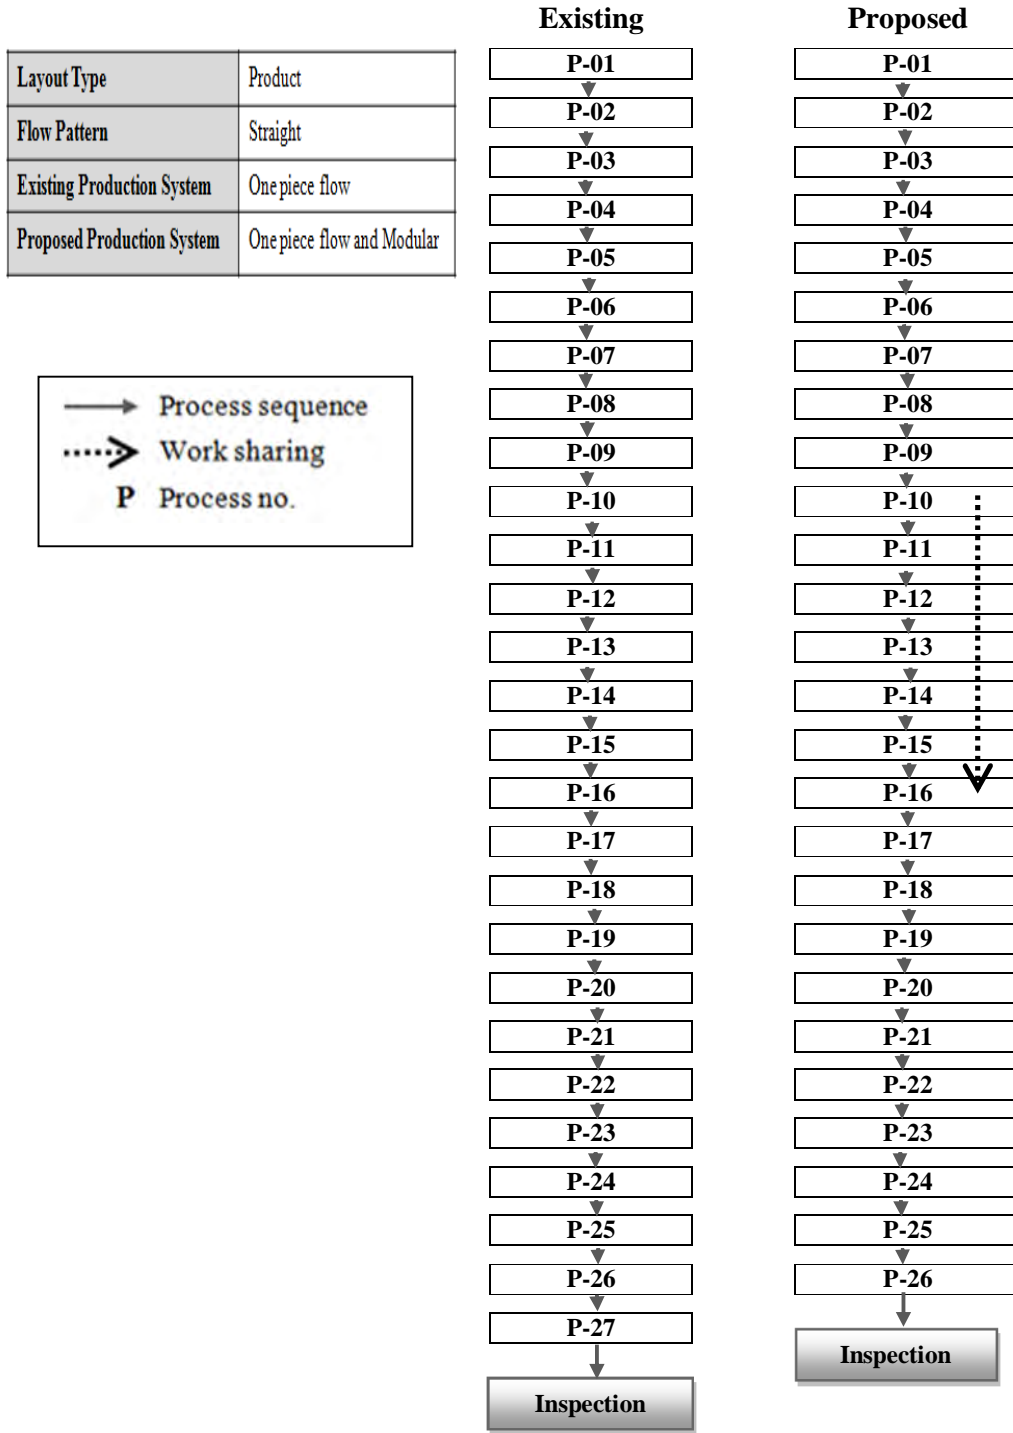 Layout Type Product
Flow Pattern Straight
Existing Production System One piece flow
Proposed Production System One piece flow and Modular
Process sequence
Work sharing
P Process no.
Existing
P-01
P-02
P-03
P-04
P-05
P-06
P-07
P-08
P-09
P-10
P-11
P-12
P-13
P-14
P-15
P-16
P-17
P-18
P-19
P-20
P-21
P-22
P-23
P-24
P-25
P-26
P-27
Inspection
Proposed
P-01
P-02
P-03
P-04
P-05
P-06
P-07
P-08
P-09
P-10
P-11
P-12
P-13
P-14
P-15
P-16
P-17
P-18
P-19
P-20
P-21
P-22
P-23
P-24
P-25
P-26
Inspection